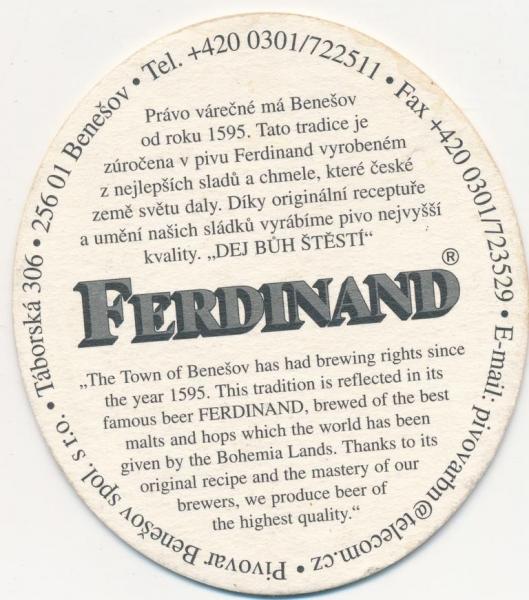 Pivovar Benešov spol. s r.o. • Táborská 306 • 256 01 Benešov • Tel. +420 0301/722511 • Fax +420 0301/723529 • E-mail: pivovarbn@telecom.cz •
Právo várečné má Benešov
od roku 1595. Tato tradice je
zúročena v pivu Ferdinand vyrobeném
z nejlepších sladů a chmele, které české
země světu daly. Díky originální receptuře
a umění našich sládků vyrábíme pivo nejvyšší
kvality. „DEJ BŮH ŠTĚSTÍ“
FERDINAND®
„The Town of Benešov has had brewing rights since
the year 1595. This tradition is reflected in its
famous beer FERDINAND, brewed of the best
malts and hops which the world has been
given by the Bohemia Lands. Thanks to its
original recipe and the mastery of our
brewers, we produce beer of
the highest quality.“